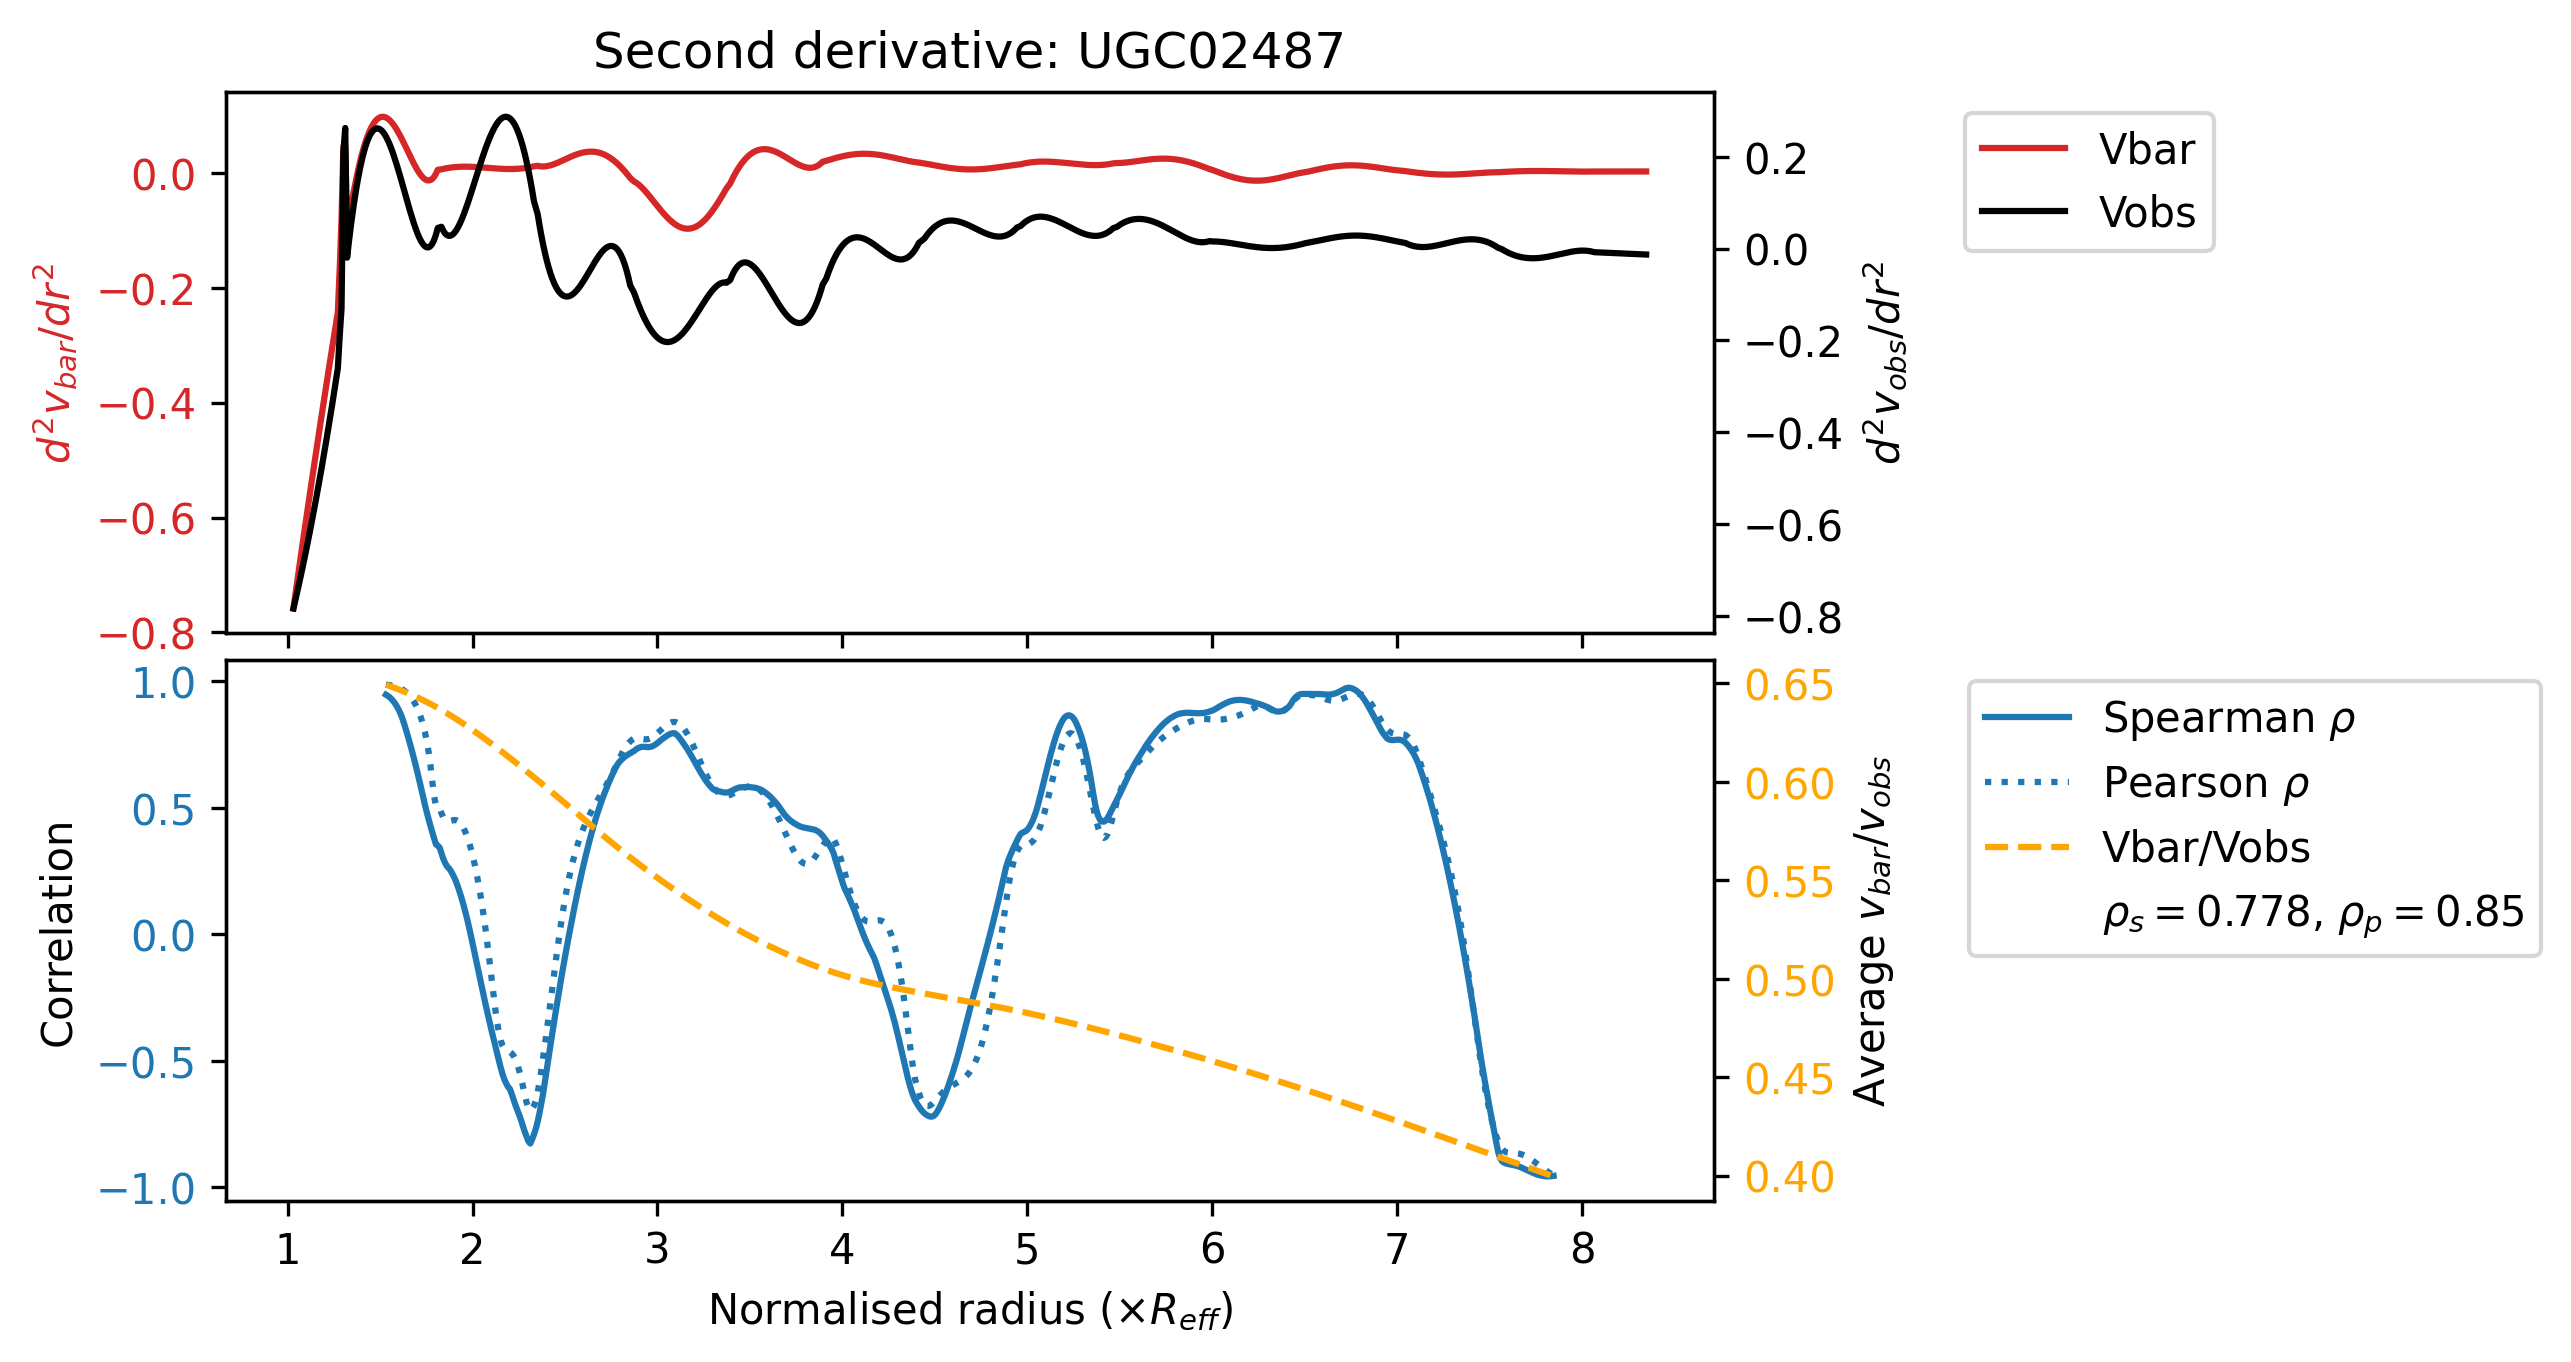 Second derivative: UGC02487
0.0
−0.2
−0.4
−0.6
−0.8
d²v_bar/dr²
0.2
0.0
−0.2
−0.4
−0.6
−0.8
d²v_obs/dr²
Vbar
Vobs
1.0
0.5
0.0
−0.5
−1.0
Correlation
0.65
0.60
0.55
0.50
0.45
0.40
Average v_bar/v_obs
Spearman ρ
Pearson ρ
Vbar/Vobs
ρ_s = 0.778, ρ_p = 0.85
1 2 3 4 5 6 7 8
Normalised radius (×R_eff)